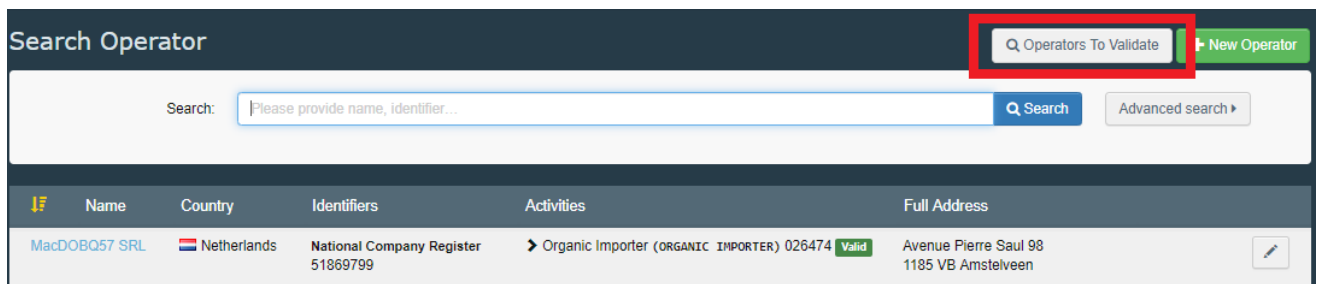 Search Operator
Operators To Validate
New Operator
Search:
Please provide name, identifier...
Search
Advanced search
Name Country Identifiers Activities Full Address
MacDOBQ57 SRL Netherlands National Company Register Organic Importer (ORGANIC IMPORTER) 026474 Valid Avenue Pierre Saul 98
51869799 1185 VB Amstelveen